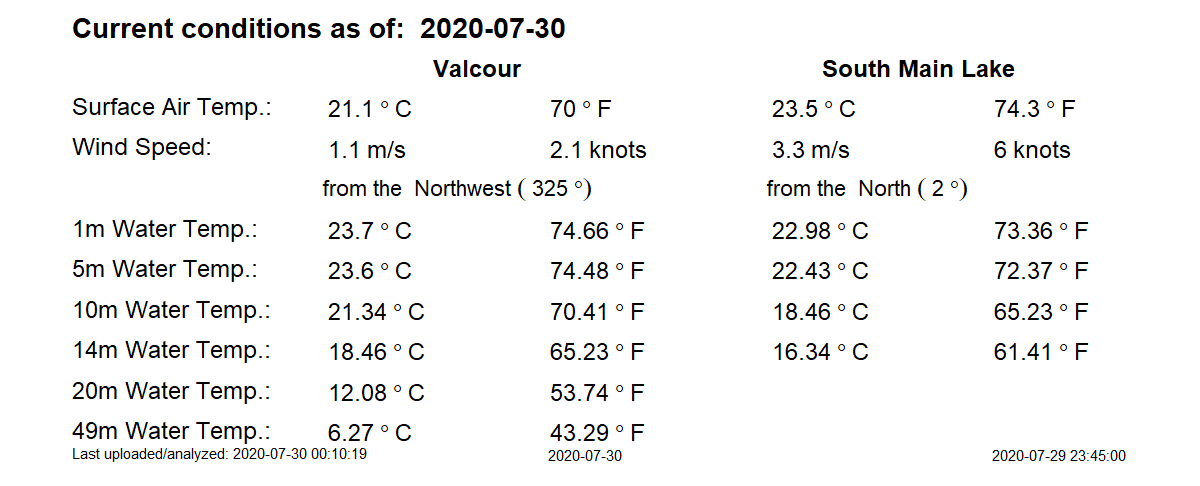 Current conditions as of: 2020-07-30
Valcour South Main Lake
Surface Air Temp.: 21.1 ° C 70 ° F 23.5 ° C 74.3 ° F
Wind Speed: 1.1 m/s 2.1 knots 3.3 m/s 6 knots
from the Northwest ( 325 °) from the North ( 2 °)
1m Water Temp.: 23.7 ° C 74.66 ° F 22.98 ° C 73.36 ° F
5m Water Temp.: 23.6 ° C 74.48 ° F 22.43 ° C 72.37 ° F
10m Water Temp.: 21.34 ° C 70.41 ° F 18.46 ° C 65.23 ° F
14m Water Temp.: 18.46 ° C 65.23 ° F 16.34 ° C 61.41 ° F
20m Water Temp.: 12.08 ° C 53.74 ° F
49m Water Temp.: 6.27 ° C 43.29 ° F
Last uploaded/analyzed: 2020-07-30 00:10:19 2020-07-30 2020-07-29 23:45:00